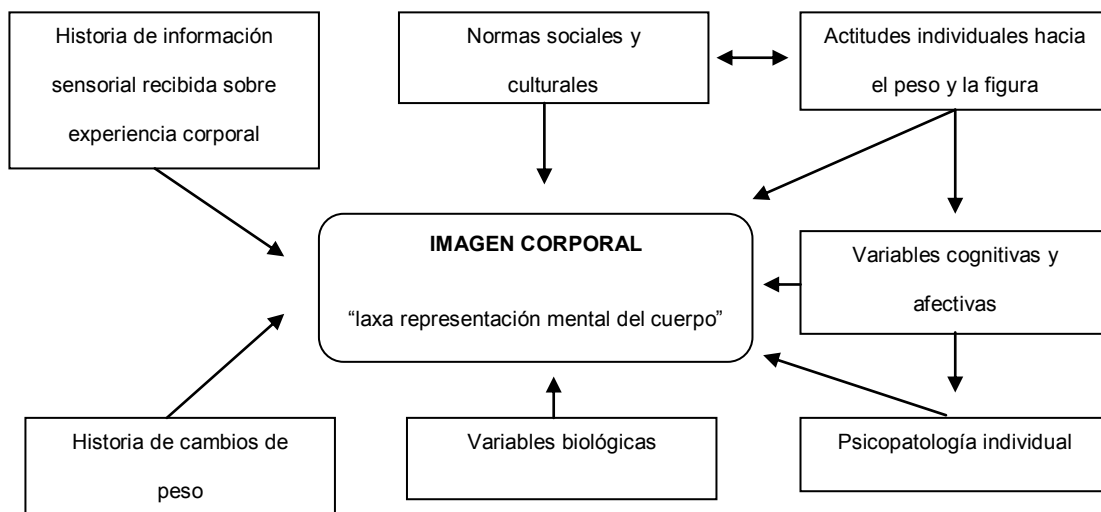 Historia de información
sensorial recibida sobre
experiencia corporal
Normas sociales y
culturales
Actitudes individuales hacia
el peso y la figura
IMAGEN CORPORAL
“laxa representación mental del cuerpo”
Variables cognitivas y
afectivas
Historia de cambios de
peso
Variables biológicas
Psicopatología individual